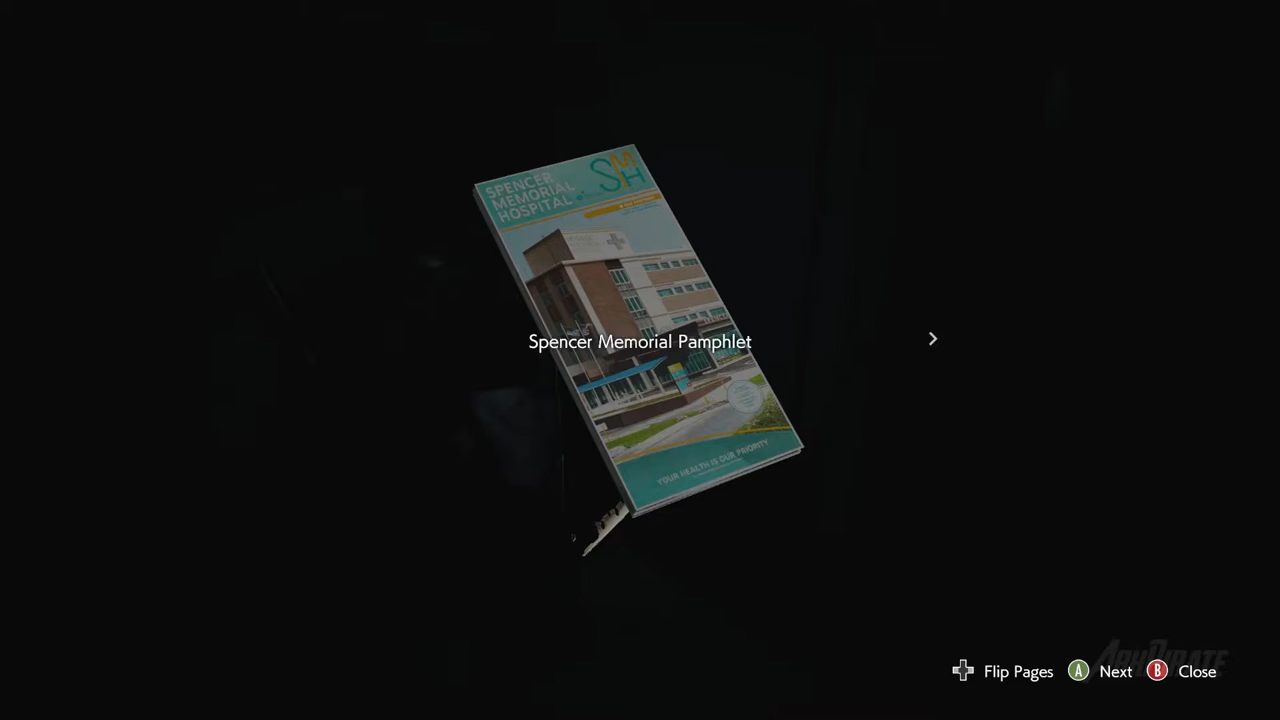 SPENCER
MEMORIAL
HOSPITAL
SMH
Spencer Memorial Pamphlet
YOUR HEALTH IS OUR PRIORITY
Flip Pages
A Next
B Close